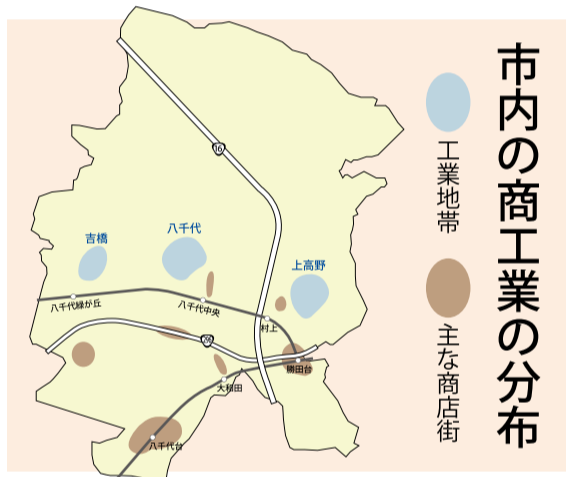 市内の商工業の分布
工業地帯
主な商店街
16
吉橋
八千代
上高野
八千代緑が丘
八千代中央
村上
296
勝田台
大和田
八千代台